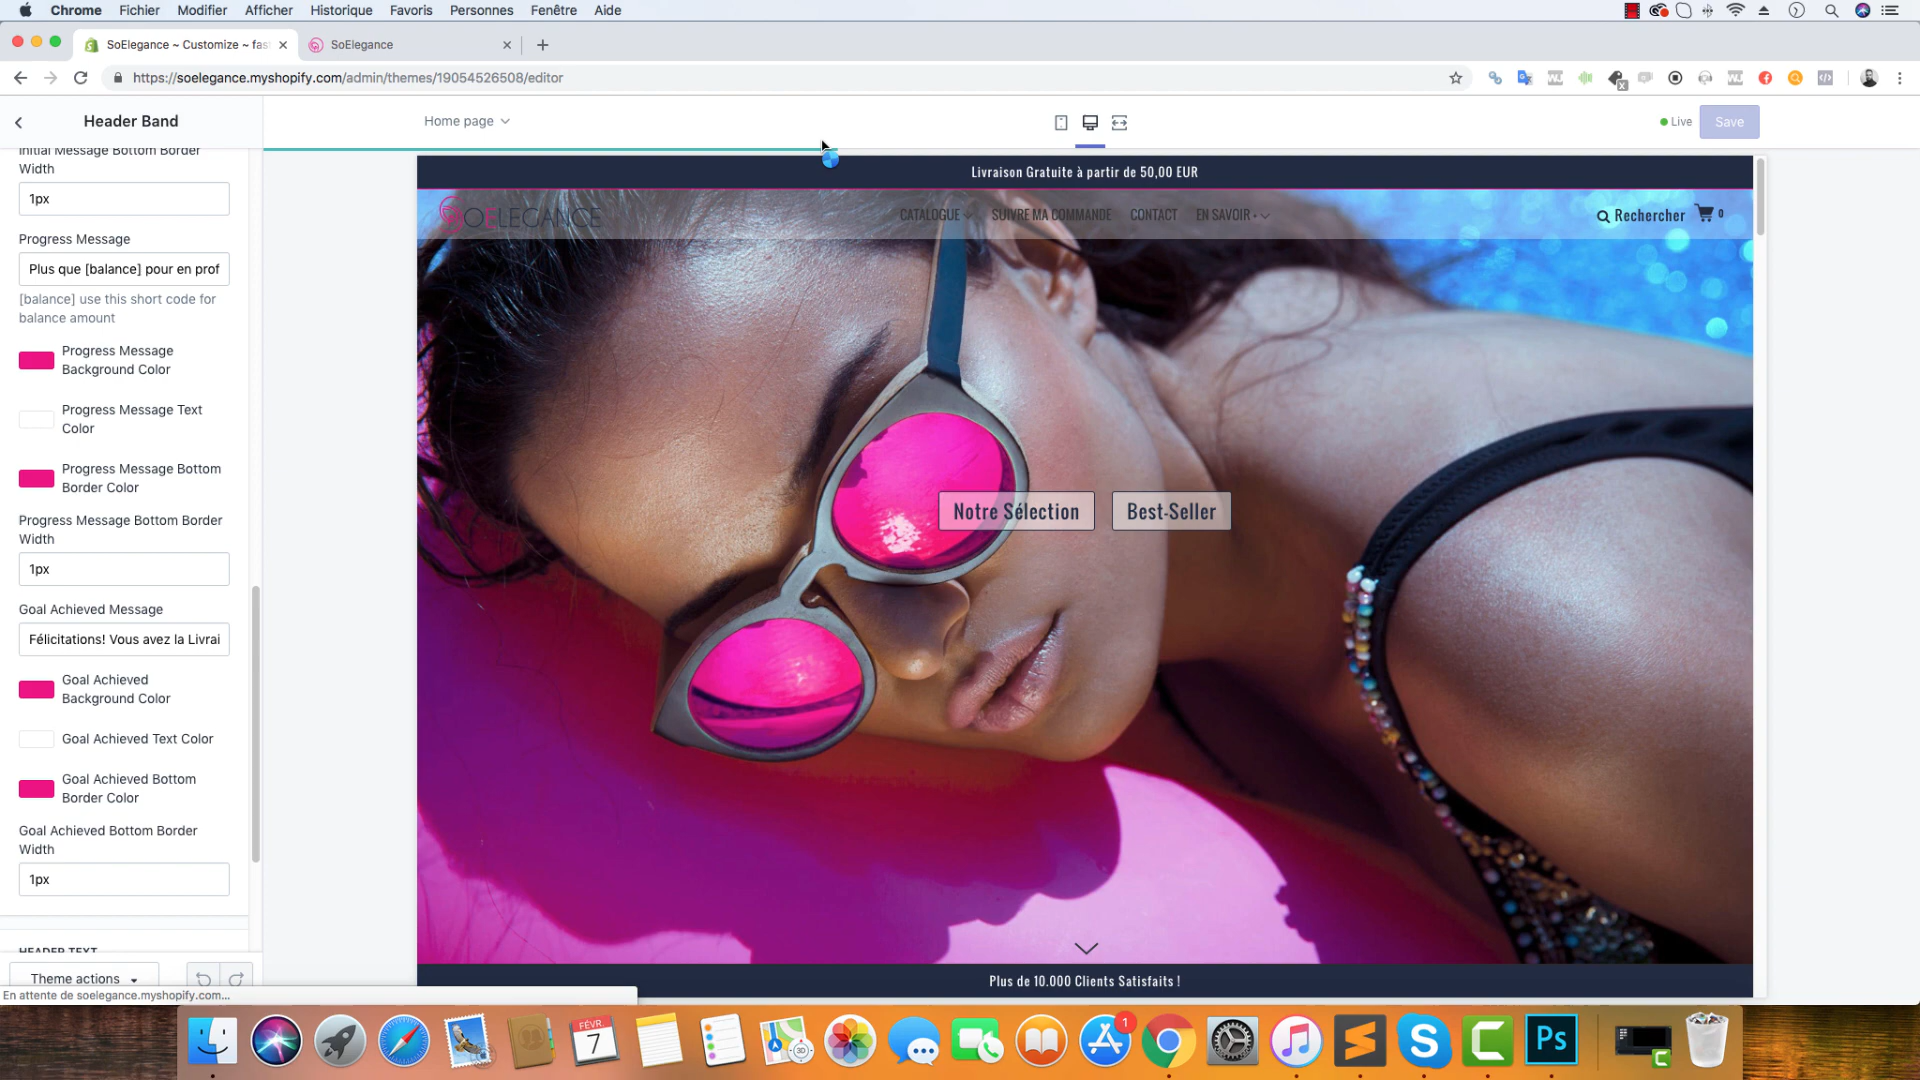 Chrome Fichier Modifier Afficher Historique Favoris Personnes Fenêtre Aide
SoElegance ~ Customize ~ fas
SoElegance
https://soelegance.myshopify.com/admin/themes/19054526508/editor
Header Band
Home page
Live
Save
Initial Message Bottom Border
Width
1px
Progress Message
Plus que [balance] pour en prof
[balance] use this short code for
balance amount
Progress Message
Background Color
Progress Message Text
Color
Progress Message Bottom
Border Color
Progress Message Bottom Border
Width
1px
Goal Achieved Message
Félicitations! Vous avez la Livrai
Goal Achieved
Background Color
Goal Achieved Text Color
Goal Achieved Bottom
Border Color
Goal Achieved Bottom Border
Width
1px
HEADER TEXT
Theme actions
En attente de soelegance.myshopify.com...
Livraison Gratuite à partir de 50,00 EUR
SOELEGANCE
CATALOGUE SUIVRE MA COMMANDE CONTACT EN SAVOIR +
Rechercher 0
Notre Sélection Best-Seller
Plus de 10.000 Clients Satisfaits !
FÉVR.
7
3D
1
Ps